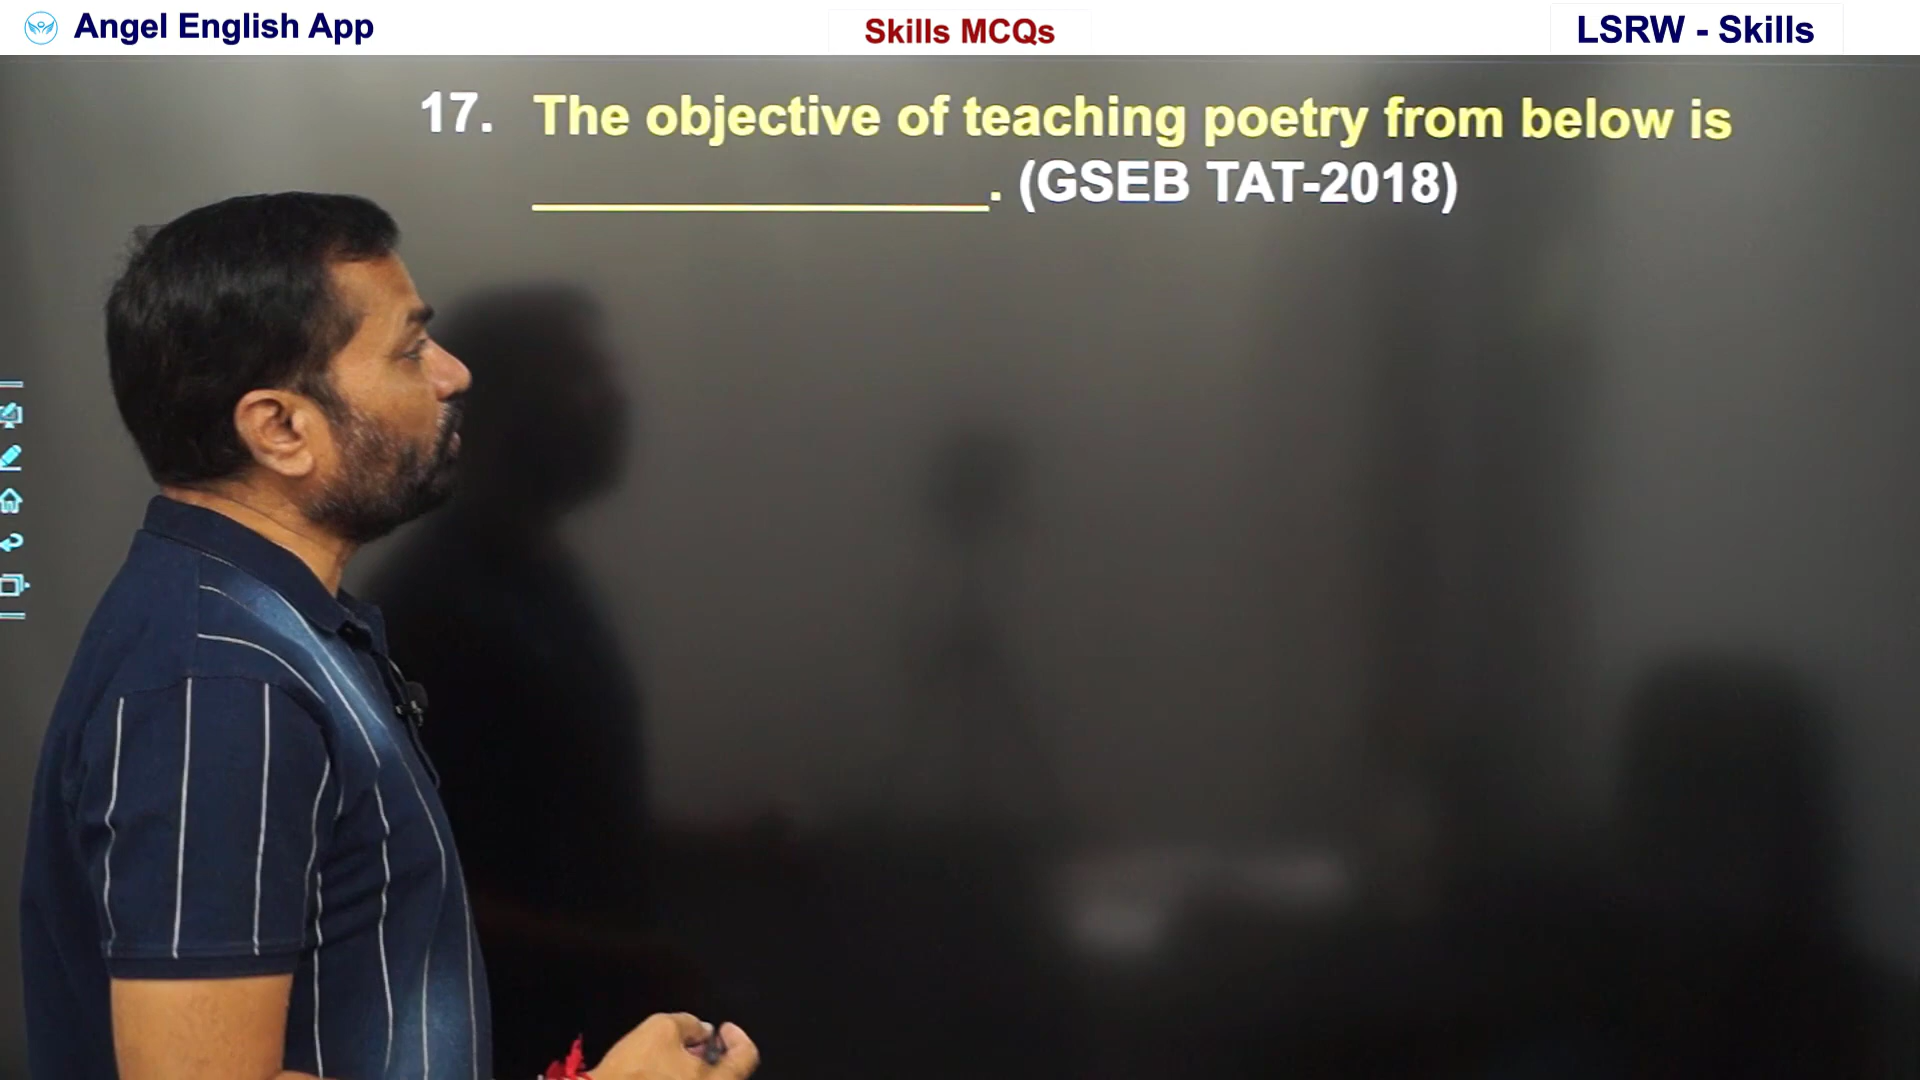 Angel English App
Skills MCQs
LSRW - Skills
17. The objective of teaching poetry from below is
____________. (GSEB TAT-2018)